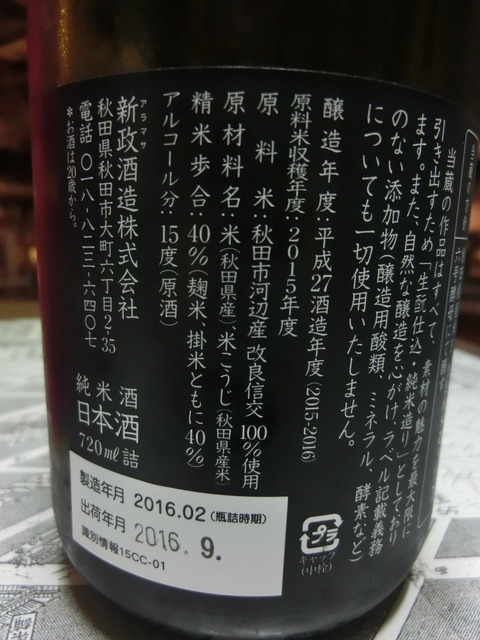 当蔵の作品はすべて、素材の魅力を最大限に
引き出すため「生酛仕込、純米造り」としており
ます。また、自然な醸造を心がけ、ラベル記載義務
のない添加物(醸造用酸類、ミネラル、酵素など)
についても一切使用いたしません。
醸造年度:平成27酒造年度(2015-2016)
原料米収穫年度:2015年度
原料米:秋田市河辺産 改良信交 100%使用
原材料名:米(秋田県産)、米こうじ(秋田県産米)
精米歩合:40%(麹米、掛米ともに40%)
アルコール分:15度(原酒)
アラマサ
新政酒造株式会社
秋田県秋田市大町六丁目2-35
電話 〇一八-八二三-六四〇七
*お酒は20歳から。
純米酒
日本酒
720ml詰
製造年月 2016.02(瓶詰時期)
出荷年月 2016.9.
識別情報15CC-01
プラ
キャップ
(中栓)